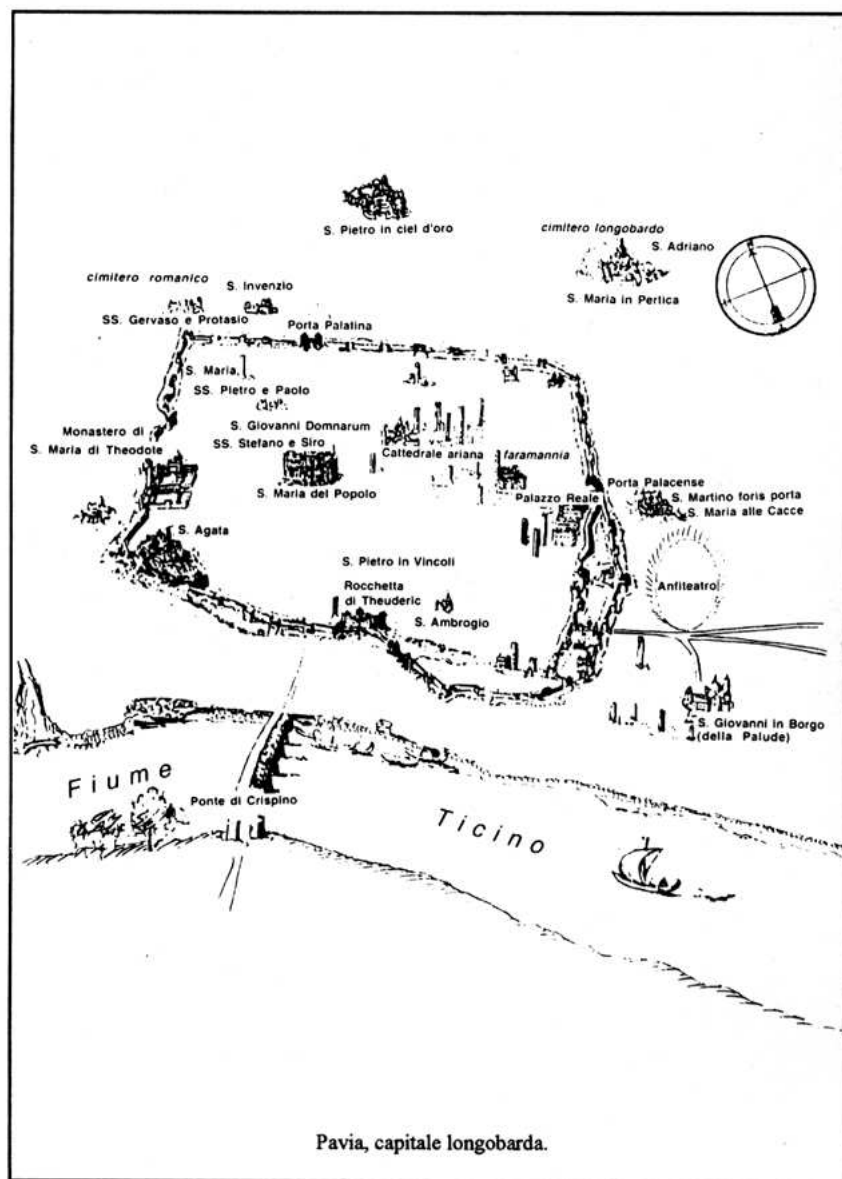 S. Pietro in ciel d'oro
cimitero longobardo
S. Adriano
S. Maria in Pertica
cimitero romanico
S. Invenzio
SS. Gervaso e Protasio
Porta Palatina
S. Maria,
SS. Pietro e Paolo
Monastero di
S. Maria di Theodote
S. Giovanni Domnarum
SS. Stefano e Siro
Cattedrale ariana
faramannia
S. Maria del Popolo
Palazzo Reale
Porta Palacense
S. Martino foris porta
S. Maria alle Cacce
S. Agata
Anfiteatro
S. Pietro in Vincoli
Rocchetta
di Theuderic
S. Ambrogio
S. Giovanni in Borgo
(della Palude)
Fiume
Ponte di Crispino
Ticino
Pavia, capitale longobarda.